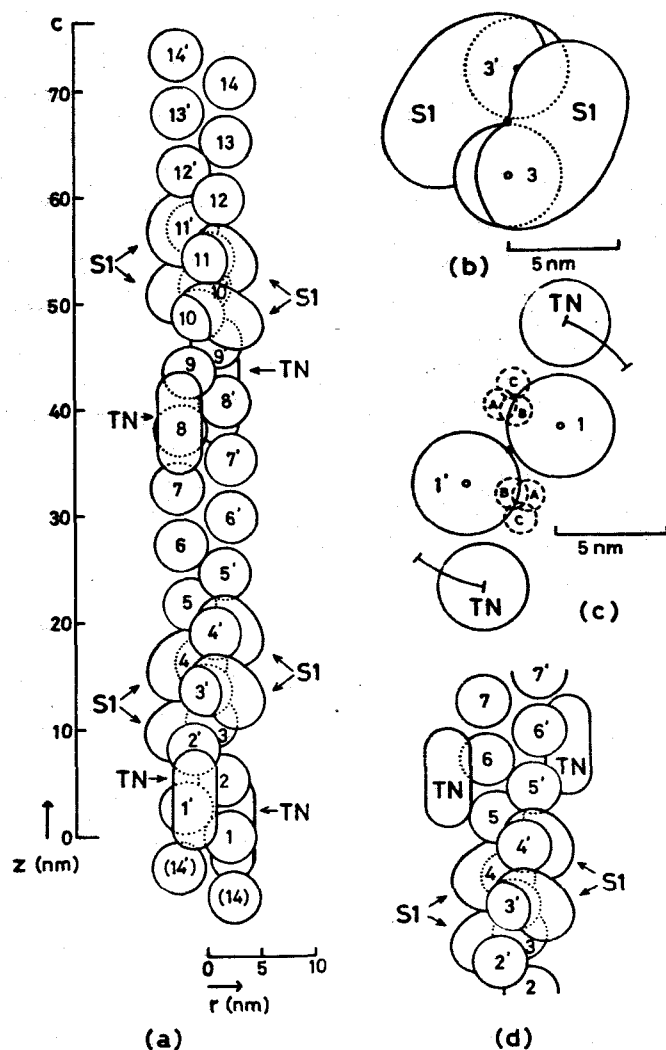 c
70
60
50
40
30
20
10
0
z (nm)
14'
14
13'
13
12'
12
11'
11
S1
S1
10'
10
9
9'
TN
TN
8
8'
7'
7
6'
6
5'
5
4'
4
S1
S1
3'
3
2'
TN
2
TN
1'
1
(14')
(14)
0 5 10
r (nm)
(a)
3'
S1
S1
3
5 nm
(b)
TN
C
A
B
1
1'
B
A
C
5 nm
TN
(c)
7'
7
6'
6
TN
TN
5'
5
4'
4
S1
S1
3'
3
2'
2
(d)